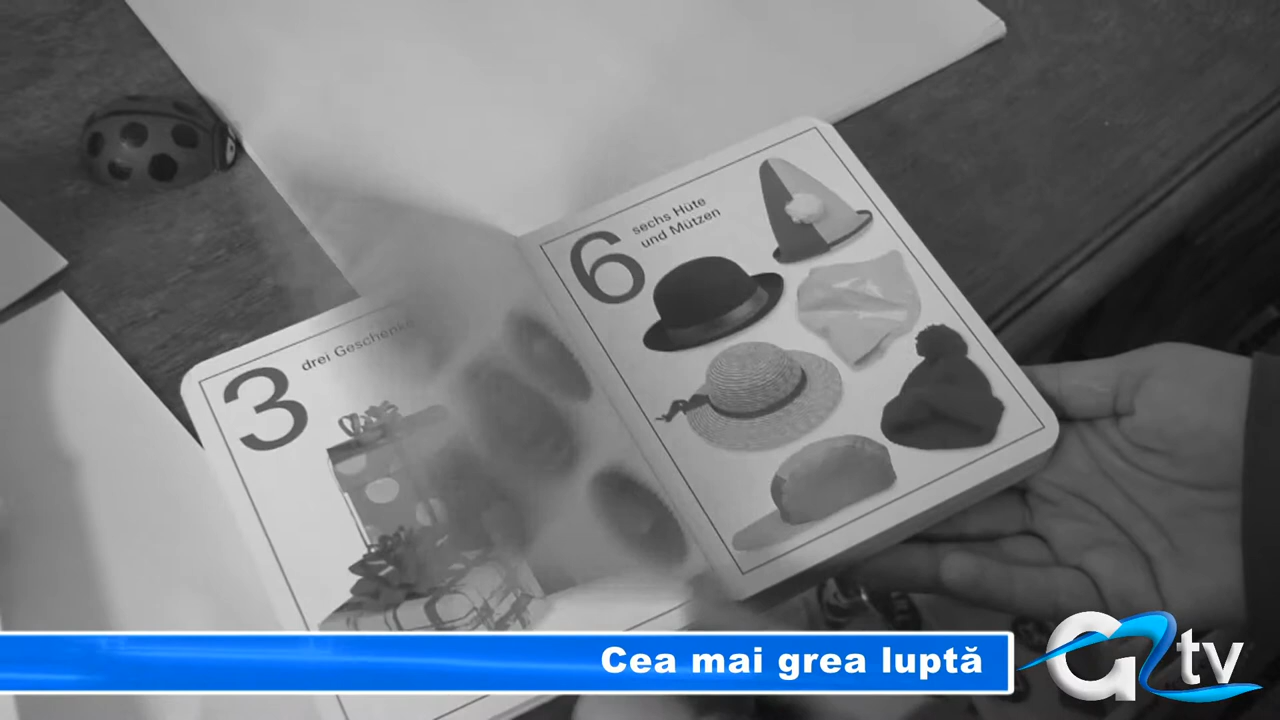 3
drei Geschenke
6
sechs Hüte
und Mützen
Cea mai grea luptă
tv